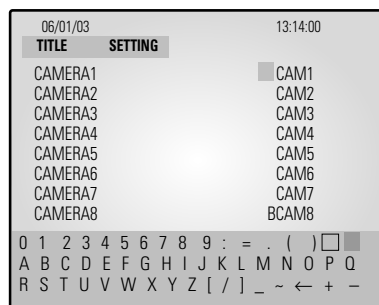 06/01/03 13:14:00
TITLE SETTING
CAMERA1 CAM1
CAMERA2 CAM2
CAMERA3 CAM3
CAMERA4 CAM4
CAMERA5 CAM5
CAMERA6 CAM6
CAMERA7 CAM7
CAMERA8 BCAM8
0 1 2 3 4 5 6 7 8 9 : = . ( )
A B C D E F G H I J K L M N O P Q
R S T U V W X Y Z [ / ] _ ~ ← + −